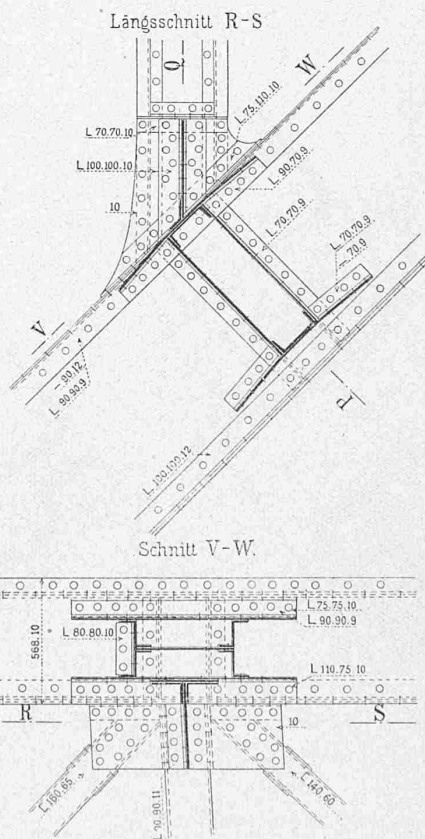 Längsschnitt R-S
Q
W
L 75.110.10
L 70.70.10
L 90.70.9
L 100.100.10
10
L 70.70.9
L 70.70.9
- 70.9
V
- 90.12
L 90.90.9
P
L 100.100.12
Schnitt V-W.
568.10
L 75.75.10
L 90.90.9
L 80.80.10
L 110.75.10
R
S
10
C 160.65
L 70.90.11
C 140.60